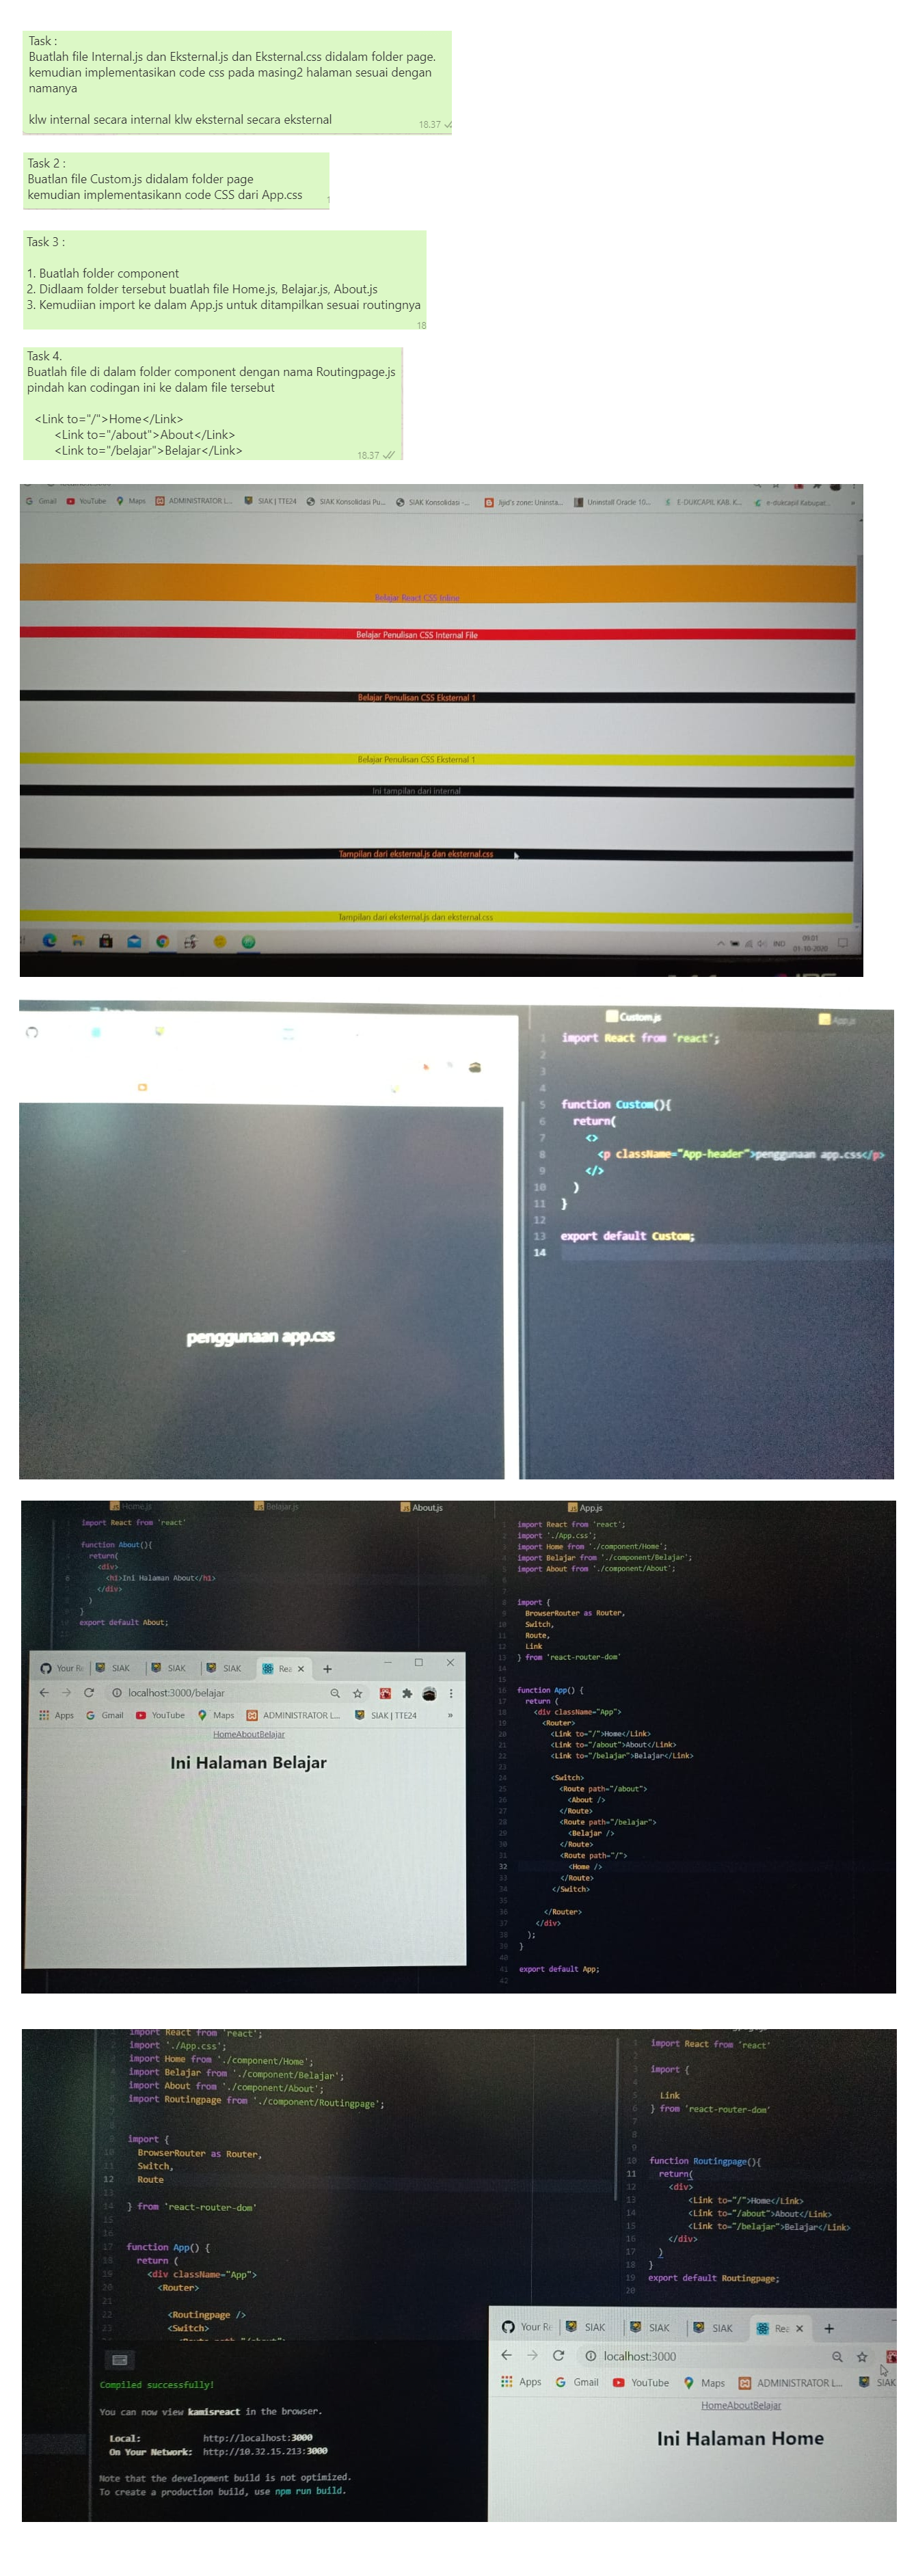 Task :
Buatlah file Internal.js dan Eksternal.js dan Eksternal.css didalam folder page.
kemudian implementasikan code css pada masing2 halaman sesuai dengan
namanya
klw internal secara internal klw eksternal secara eksternal
18.37
Task 2 :
Buatlan file Custom.js didalam folder page
kemudian implementasikann code CSS dari App.css
Task 3 :
1. Buatlah folder component
2. Didlaam folder tersebut buatlah file Home.js, Belajar.js, About.js
3. Kemudiian import ke dalam App.js untuk ditampilkan sesuai routingnya
18
Task 4.
Buatlah file di dalam folder component dengan nama Routingpage.js
pindah kan codingan ini ke dalam file tersebut
<Link to="/">Home</Link>
<Link to="/about">About</Link>
<Link to="/belajar">Belajar</Link>
18.37
Gmail YouTube Maps ADMINISTRATOR L... SIAK | TTE24 SIAK Konsolidasi Pu... SIAK Konsolidasi -... Jijid's zone: Uninsta... Uninstall Oracle 10... E-DUKCAPIL KAB. K... e-dukcapil Kabupat...
Belajar React CSS Inline
Belajar Penulisan CSS Internal File
Belajar Penulisan CSS Eksternal 1
Belajar Penulisan CSS Eksternal 1
Ini tampilan dari internal
Tampilan dari eksternal.js dan eksternal.css
Tampilan dari eksternal.js dan eksternal.css
IND
09.01
01-10-2020
Custom.js App.js
1 import React from 'react';
2
3
4
5 function Custom(){
6 return(
7 <>
8 <p className="App-header">penggunaan app.css</p>
9 </>
10 )
11 }
12
13 export default Custom;
14
penggunaan app.css
Home.js Belajar.js About.js App.js
import React from 'react'
function About(){
return(
<div>
<h1>Ini Halaman About</h1>
</div>
)
}
export default About;
import React from 'react';
import './App.css';
import Home from './component/Home';
import Belajar from './component/Belajar';
import About from './component/About';
import {
BrowserRouter as Router,
Switch,
Route,
Link
} from 'react-router-dom'
function App() {
return (
<div className="App">
<Router>
<Link to="/">Home</Link>
<Link to="/about">About</Link>
<Link to="/belajar">Belajar</Link>
<Switch>
<Route path="/about">
<About />
</Route>
<Route path="/belajar">
<Belajar />
</Route>
<Route path="/">
<Home />
</Route>
</Switch>
</Router>
</div>
);
}
export default App;
Your Re SIAK SIAK SIAK Rea
localhost:3000/belajar
Apps Gmail YouTube Maps ADMINISTRATOR L... SIAK | TTE24 »
HomeAboutBelajar
Ini Halaman Belajar
import React from 'react';
import './App.css';
import Home from './component/Home';
import Belajar from './component/Belajar';
import About from './component/About';
import Routingpage from './component/Routingpage';
import {
BrowserRouter as Router,
Switch,
Route
} from 'react-router-dom'
function App() {
return (
<div className="App">
<Router>
<Routingpage />
<Switch>
import React from 'react'
import {
Link
} from 'react-router-dom'
function Routingpage(){
return(
<div>
<Link to="/">Home</Link>
<Link to="/about">About</Link>
<Link to="/belajar">Belajar</Link>
</div>
)
}
export default Routingpage;
Compiled successfully!
You can now view kamisreact in the browser.
Local: http://localhost:3000
On Your Network: http://10.32.15.213:3000
Note that the development build is not optimized.
To create a production build, use npm run build.
Your Re SIAK SIAK SIAK Rea
localhost:3000
Apps Gmail YouTube Maps ADMINISTRATOR L... SIAK
HomeAboutBelajar
Ini Halaman Home